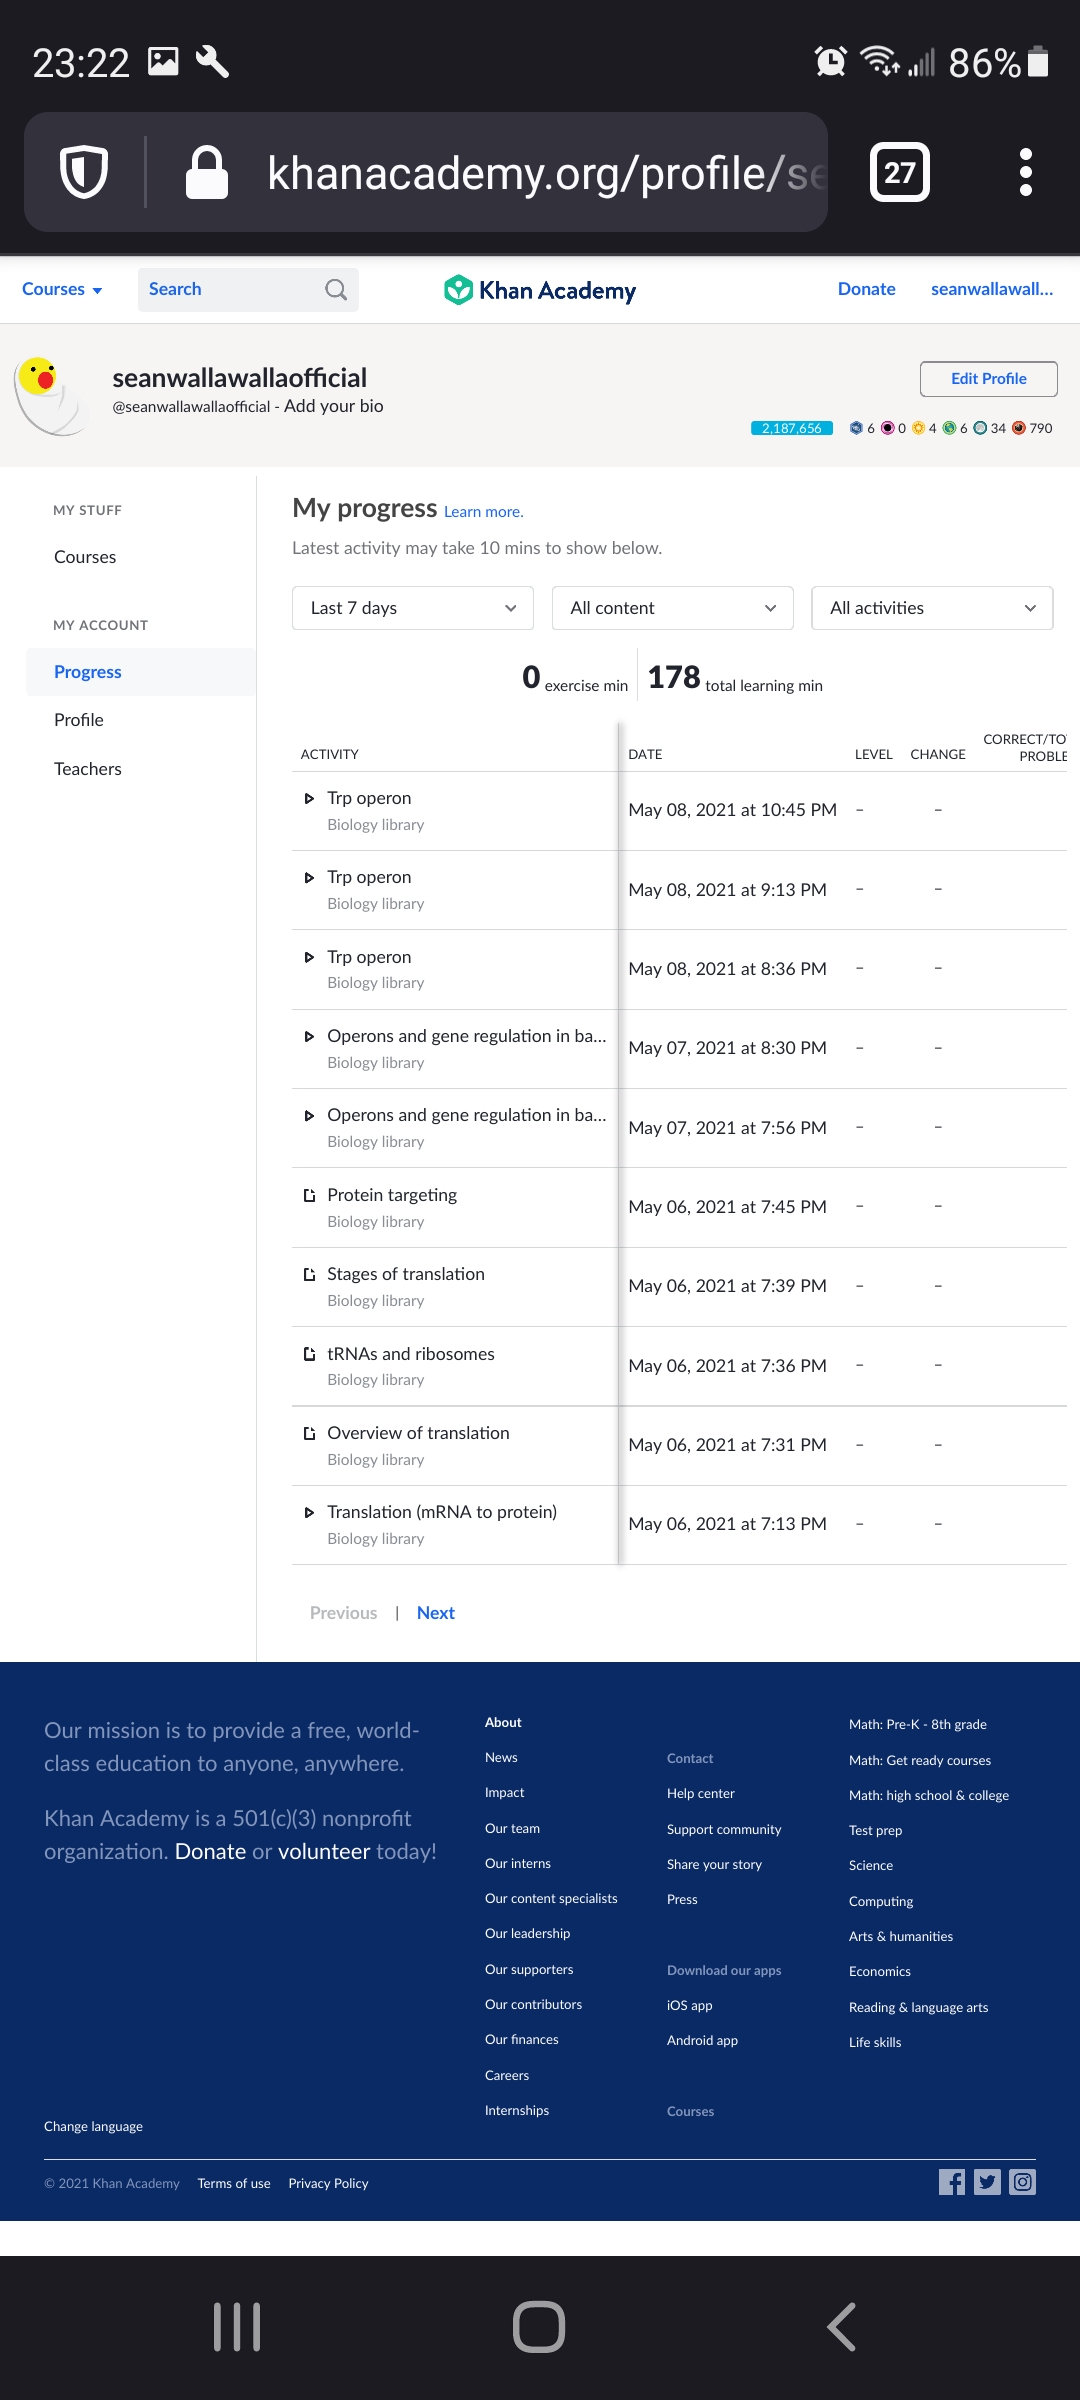 23:22
86%
khanacademy.org/profile/se
27
Courses
Search
Khan Academy
Donate
seanwallawall...
seanwallawallaofficial
@seanwallawallaofficial - Add your bio
Edit Profile
2,187,656
6 0 4 6 34 790
MY STUFF
Courses
MY ACCOUNT
Progress
Profile
Teachers
My progress Learn more.
Latest activity may take 10 mins to show below.
Last 7 days
All content
All activities
0 exercise min
178 total learning min
ACTIVITY
DATE
LEVEL
CHANGE
CORRECT/TO
PROBLE
Trp operon
Biology library
May 08, 2021 at 10:45 PM – –
Trp operon
Biology library
May 08, 2021 at 9:13 PM – –
Trp operon
Biology library
May 08, 2021 at 8:36 PM – –
Operons and gene regulation in ba...
Biology library
May 07, 2021 at 8:30 PM – –
Operons and gene regulation in ba...
Biology library
May 07, 2021 at 7:56 PM – –
Protein targeting
Biology library
May 06, 2021 at 7:45 PM – –
Stages of translation
Biology library
May 06, 2021 at 7:39 PM – –
tRNAs and ribosomes
Biology library
May 06, 2021 at 7:36 PM – –
Overview of translation
Biology library
May 06, 2021 at 7:31 PM – –
Translation (mRNA to protein)
Biology library
May 06, 2021 at 7:13 PM – –
Previous | Next
Our mission is to provide a free, world-
class education to anyone, anywhere.
Khan Academy is a 501(c)(3) nonprofit
organization. Donate or volunteer today!
About
News
Impact
Our team
Our interns
Our content specialists
Our leadership
Our supporters
Our contributors
Our finances
Careers
Internships
Contact
Help center
Support community
Share your story
Press
Download our apps
iOS app
Android app
Courses
Math: Pre-K - 8th grade
Math: Get ready courses
Math: high school & college
Test prep
Science
Computing
Arts & humanities
Economics
Reading & language arts
Life skills
Change language
© 2021 Khan Academy
Terms of use
Privacy Policy